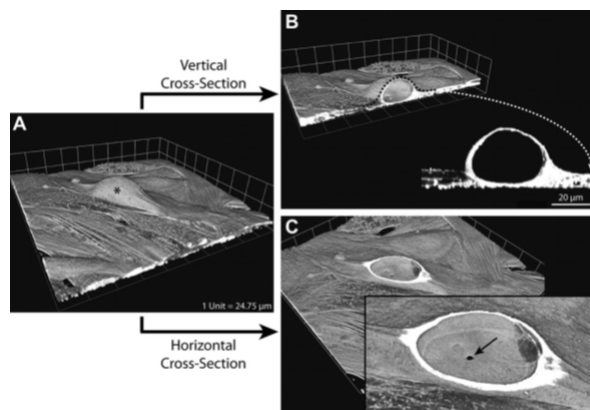 Vertical
Cross-Section
B
20 µm
A
1 Unit = 24.75 µm
C
Horizontal
Cross-Section